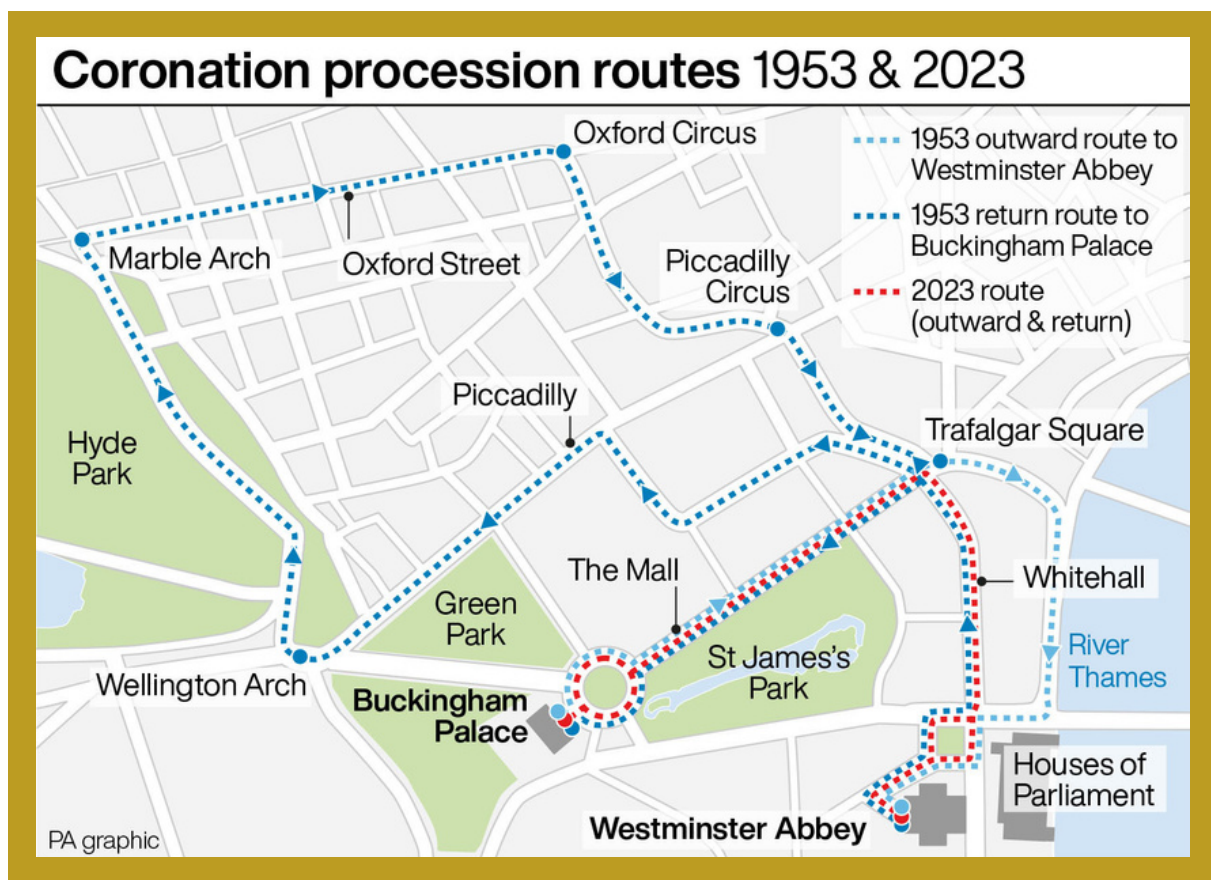 Coronation procession routes 1953 & 2023
Oxford Circus
1953 outward route to
Westminster Abbey
1953 return route to
Buckingham Palace
2023 route
(outward & return)
Marble Arch
Oxford Street
Piccadilly
Circus
Piccadilly
Trafalgar Square
Hyde
Park
The Mall
Whitehall
Green
Park
St James's
Park
River
Thames
Wellington Arch
Buckingham
Palace
Houses of
Parliament
Westminster Abbey
PA graphic